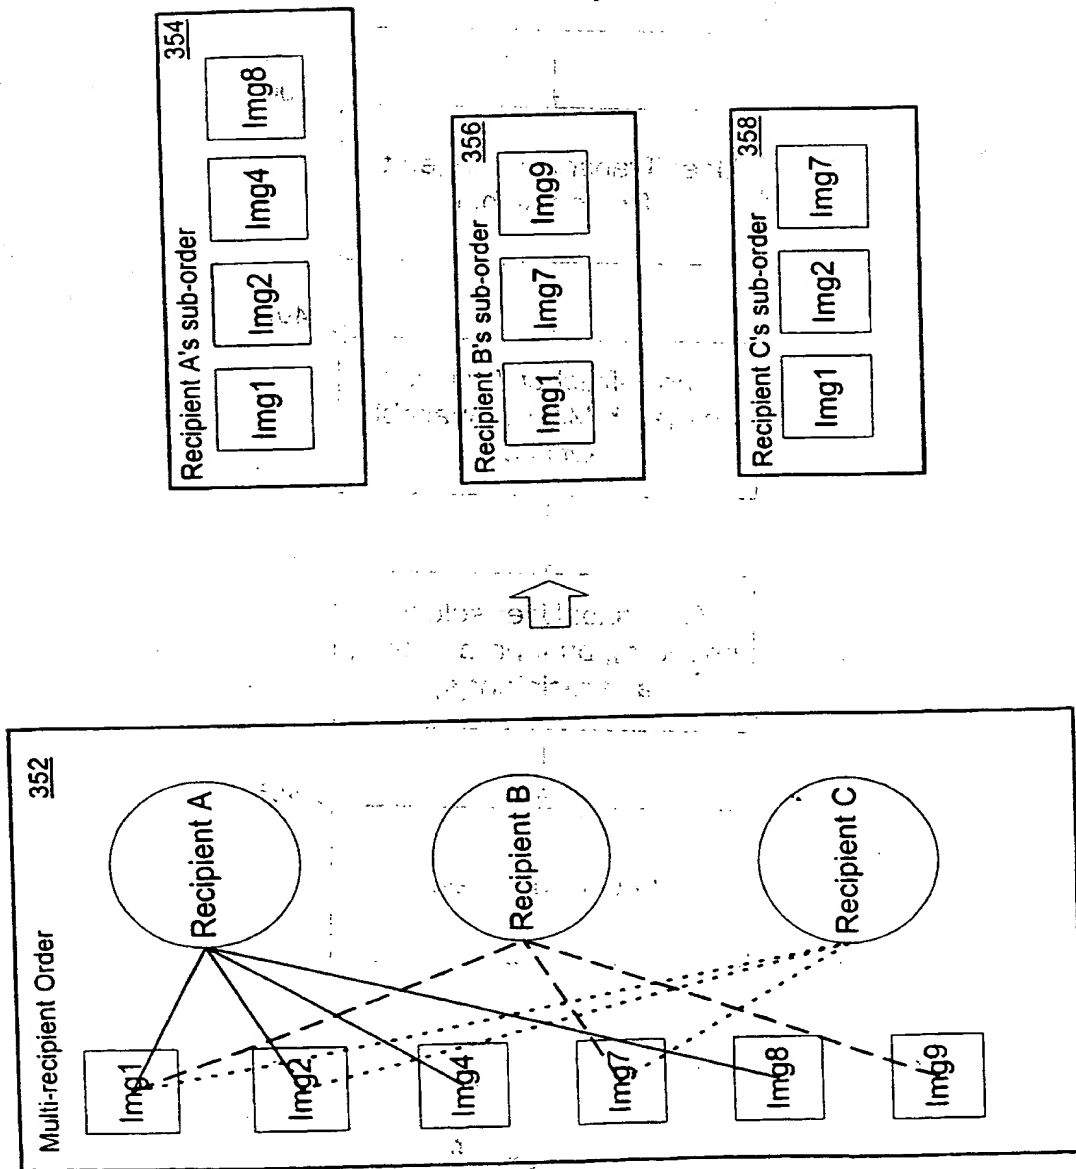 Multi-recipient Order
352
Img1
Img2
Img4
Img7
Img8
Img9
Recipient A
Recipient B
Recipient C
Recipient A's sub-order
354
Img1
Img2
Img4
Img8
Recipient B's sub-order
356
Img1
Img7
Img9
Recipient C's sub-order
358
Img1
Img2
Img7